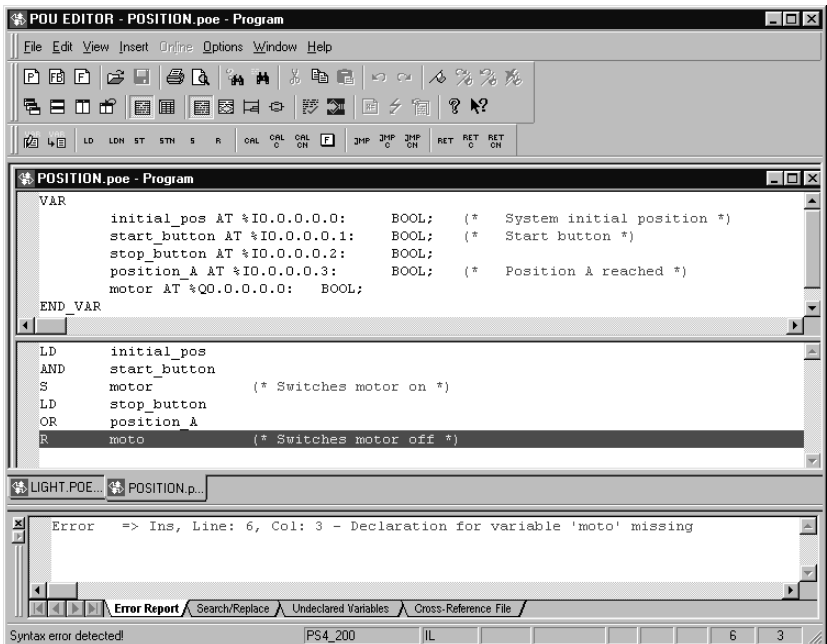 POU EDITOR - POSITION.poe - Program
File Edit View Insert Online Options Window Help
P FB F
LD LDN ST STN S R CAL CAL C CAL CN F JMP JMP C JMP CN RET RET C RET CN
POSITION.poe - Program
VAR
initial_pos AT %I0.0.0.0.0: BOOL; (* System initial position *)
start_button AT %I0.0.0.0.1: BOOL; (* Start button *)
stop_button AT %I0.0.0.0.2: BOOL;
position_A AT %I0.0.0.0.3: BOOL; (* Position A reached *)
motor AT %Q0.0.0.0.0: BOOL;
END_VAR
LD initial_pos
AND start_button
S motor (* Switches motor on *)
LD stop_button
OR position_A
R moto (* Switches motor off *)
LIGHT.POE... POSITION.p...
Error => Ins, Line: 6, Col: 3 - Declaration for variable 'moto' missing
Error Report Search/Replace Undeclared Variables Cross-Reference File
Syntax error detected! PS4_200 IL 6 3